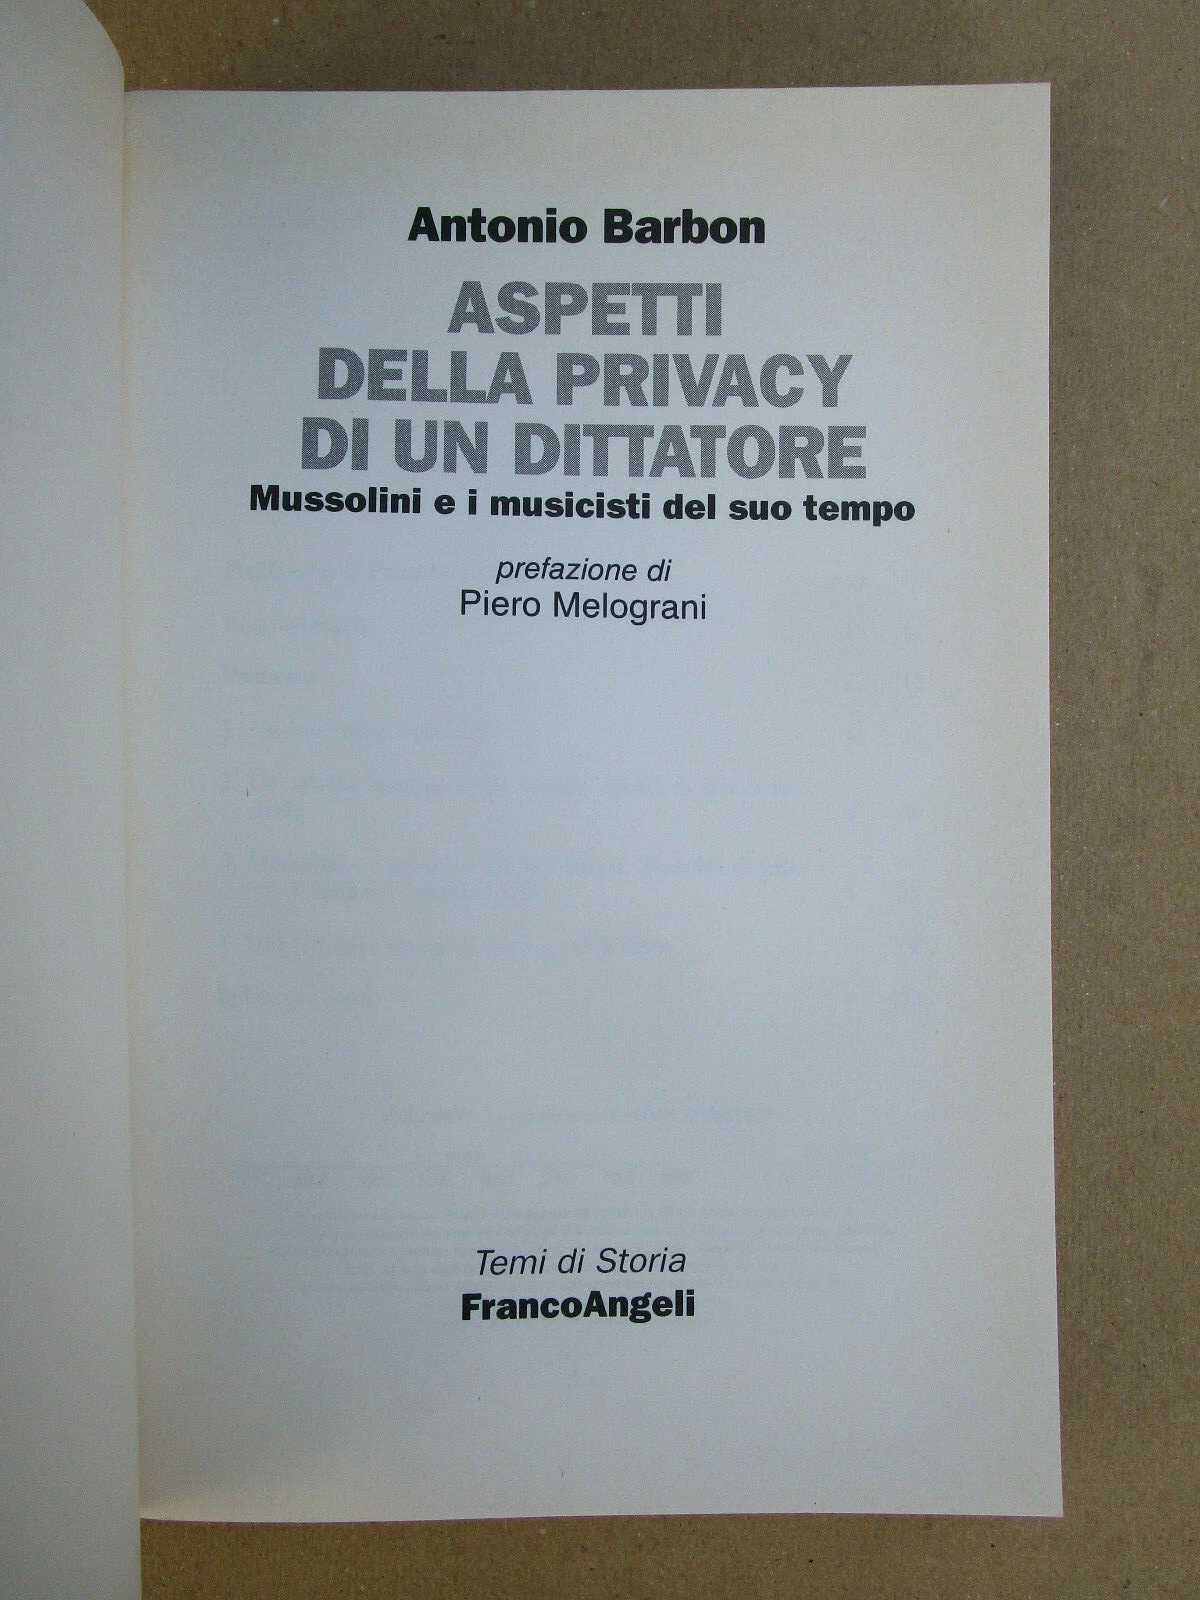 Antonio Barbon
ASPETTI
DELLA PRIVACY
DI UN DITTATORE
Mussolini e i musicisti del suo tempo
prefazione di
Piero Melograni
Temi di Storia
FrancoAngeli